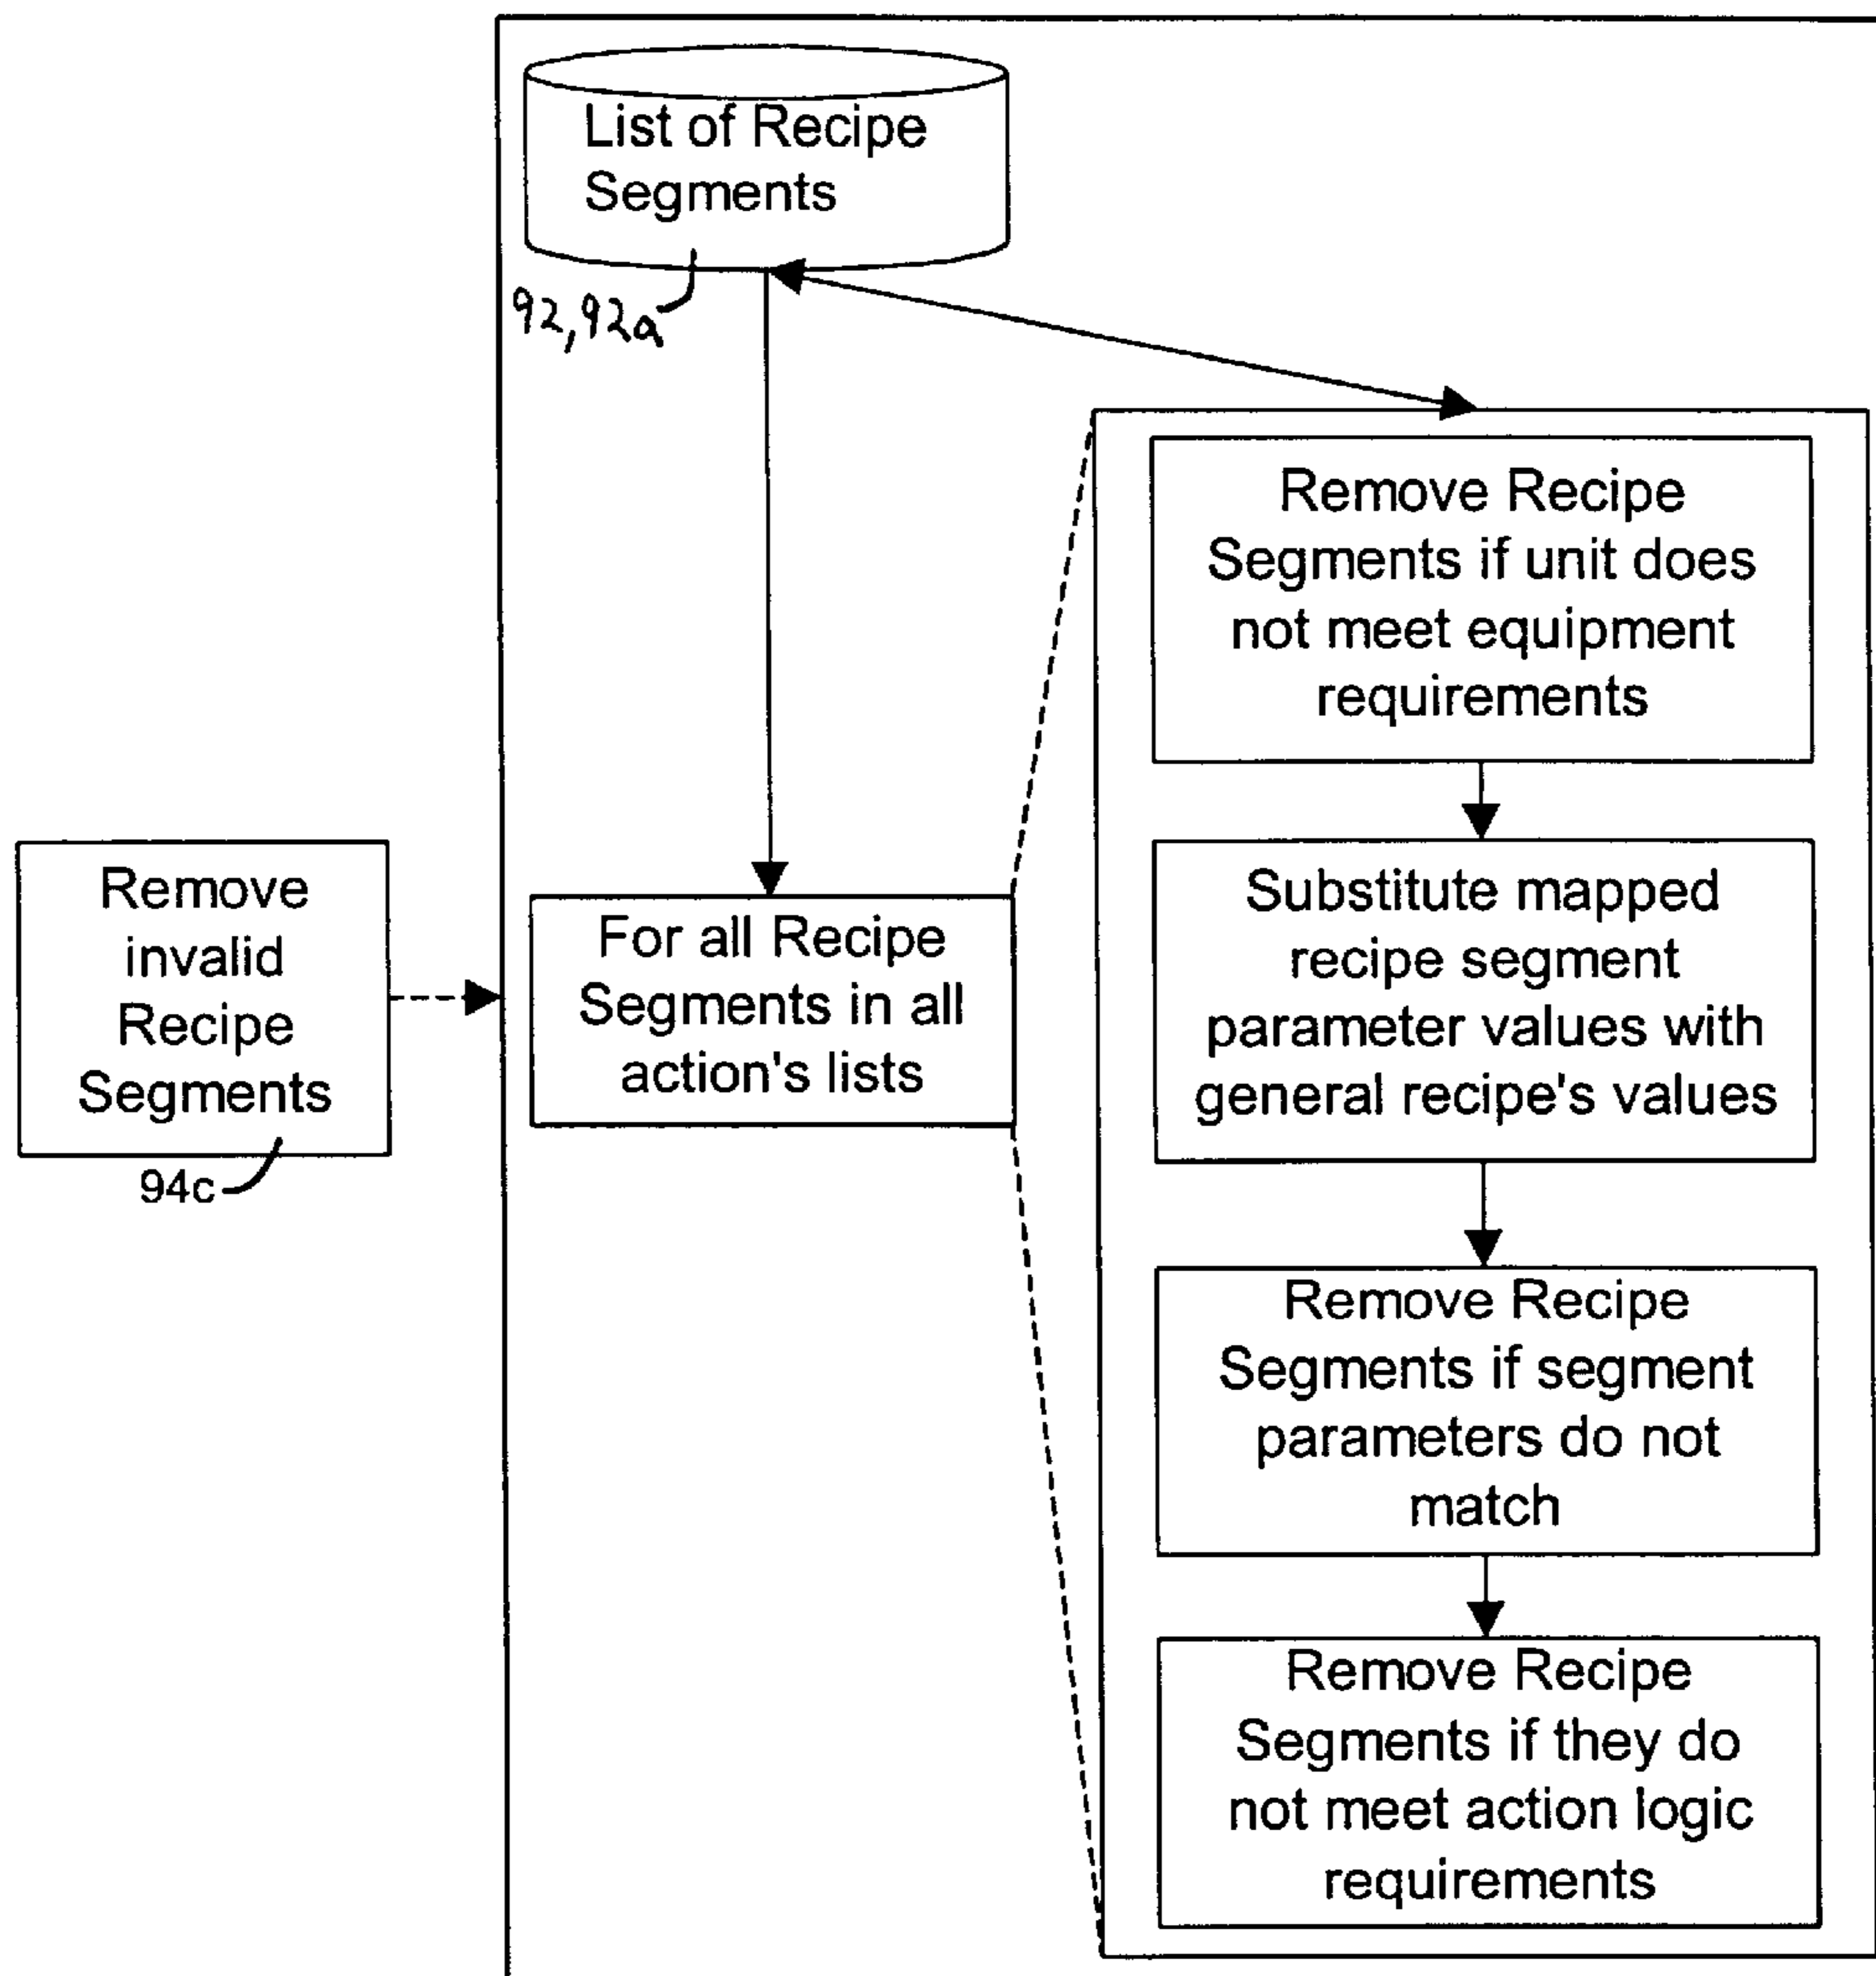 List of Recipe
Segments
92,92a
Remove Recipe
Segments if unit does
not meet equipment
requirements
Substitute mapped
recipe segment
parameter values with
general recipe's values
Remove
invalid
Recipe
Segments
94c
For all Recipe
Segments in all
action's lists
Remove Recipe
Segments if segment
parameters do not
match
Remove Recipe
Segments if they do
not meet action logic
requirements